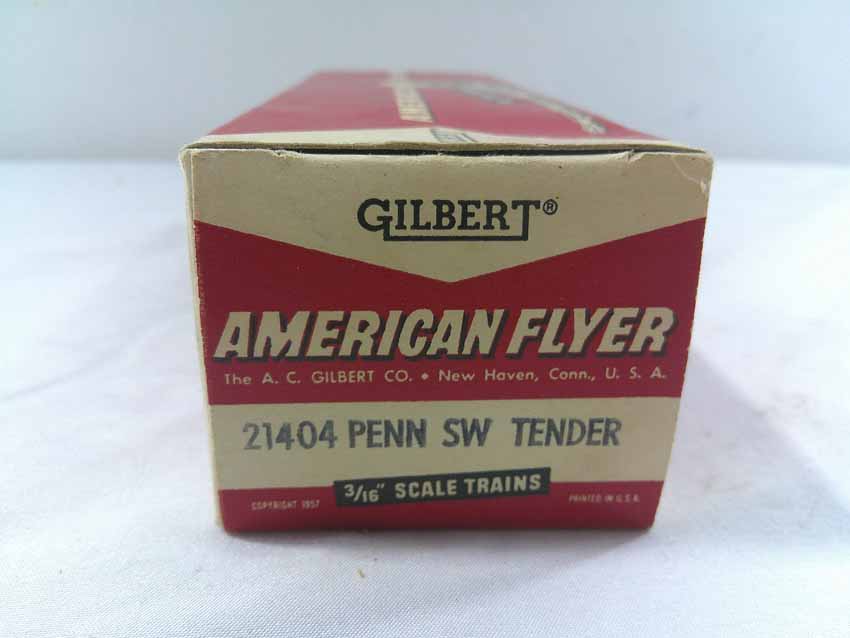 GILBERT®
AMERICAN FLYER
The A. C. GILBERT CO. • New Haven, Conn., U. S. A.
21404 PENN SW TENDER
3/16" SCALE TRAINS
COPYRIGHT 1957
PRINTED IN U.S.A.